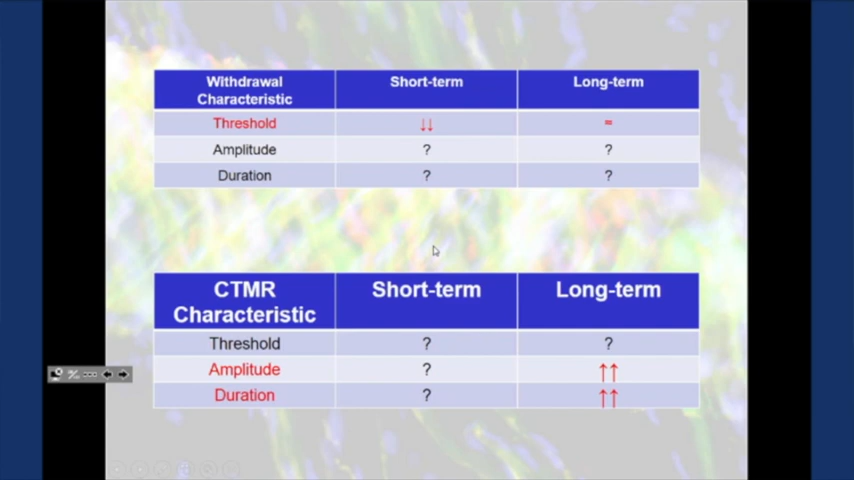 Withdrawal Characteristic Short-term Long-term
Threshold ↓↓ =
Amplitude ? ?
Duration ? ?
CTMR Characteristic Short-term Long-term
Threshold ? ?
Amplitude ? ↑↑
Duration ? ↑↑